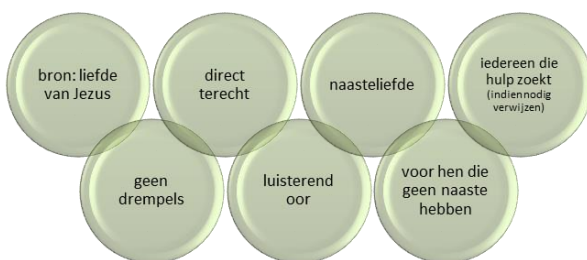 bron: liefde
van Jezus
direct
terecht
naasteliefde
iedereen die
hulp zoekt
(indiennodig
verwijzen)
geen
drempels
luisterend
oor
voor hen die
geen naaste
hebben